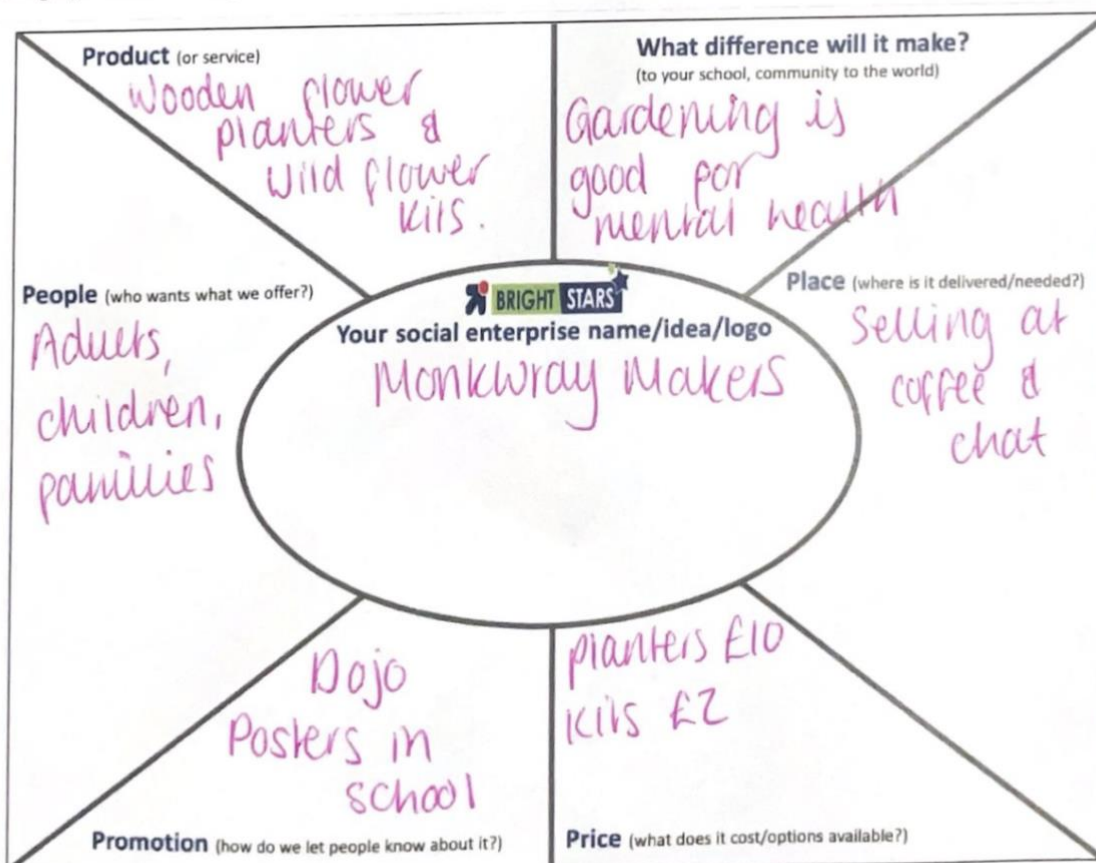 Product (or service)
Wooden flower
planters &
Wild flower
Kits.
What difference will it make?
(to your school, community to the world)
Gardening is
good for
mental health
People (who wants what we offer?)
Adults,
children,
families
BRIGHT STARS
Your social enterprise name/idea/logo
Monkwray Makers
Place (where is it delivered/needed?)
Selling at
coffee &
chat
Dojo
Posters in
school
Promotion (how do we let people know about it?)
planters £10
Kits £2
Price (what does it cost/options available?)